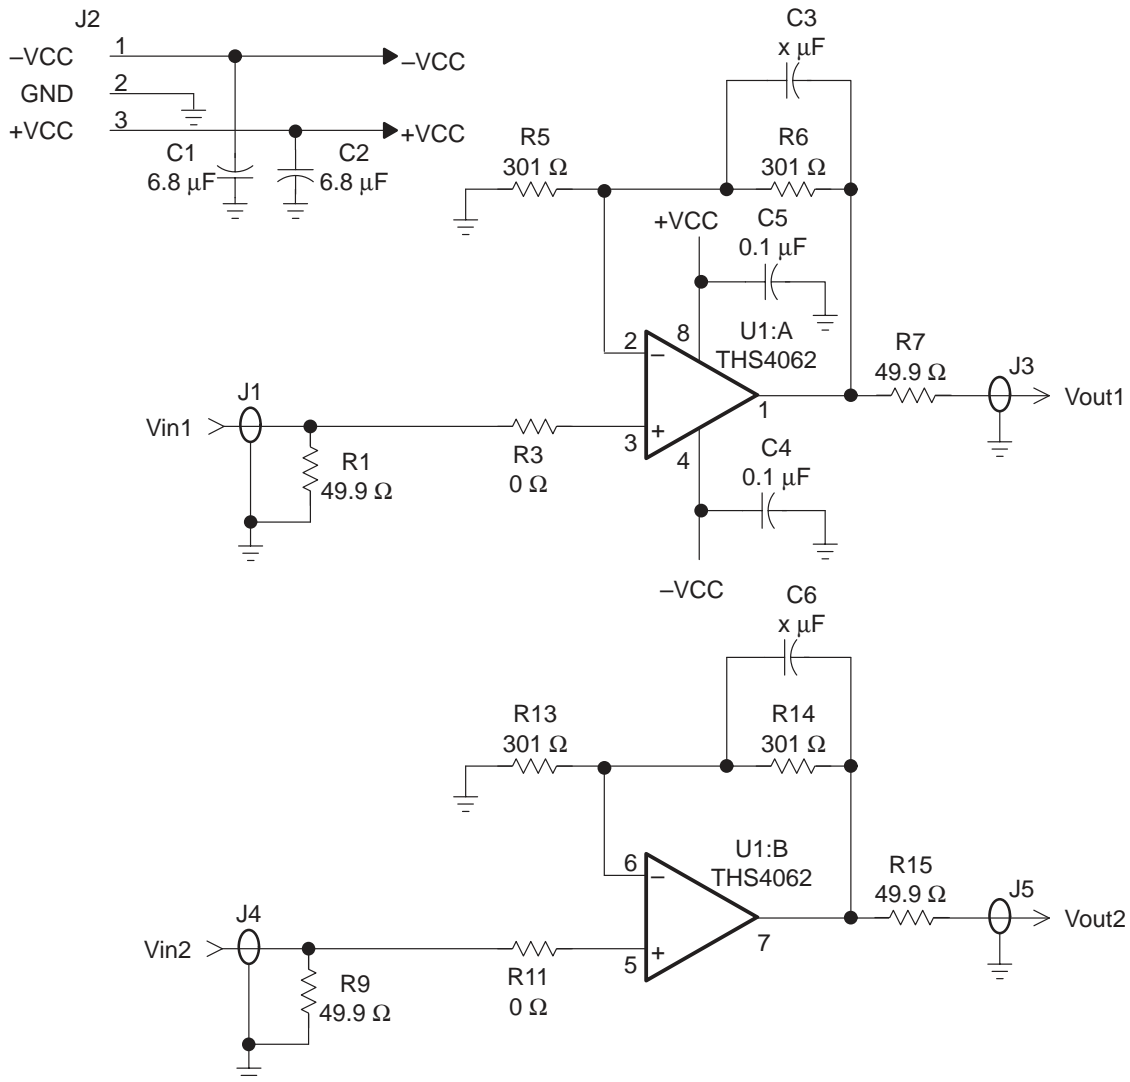 J2
–VCC
1
–VCC
GND
2
+VCC
3
+VCC
C1
6.8 µF
C2
6.8 µF
C3
x µF
R5
301 Ω
R6
301 Ω
+VCC
C5
0.1 µF
U1:A
THS4062
8
2
–
+
3
1
4
R7
49.9 Ω
J3
Vout1
Vin1
J1
R1
49.9 Ω
R3
0 Ω
C4
0.1 µF
–VCC
C6
x µF
R13
301 Ω
R14
301 Ω
U1:B
THS4062
6
–
+
5
7
R15
49.9 Ω
J5
Vout2
Vin2
J4
R9
49.9 Ω
R11
0 Ω